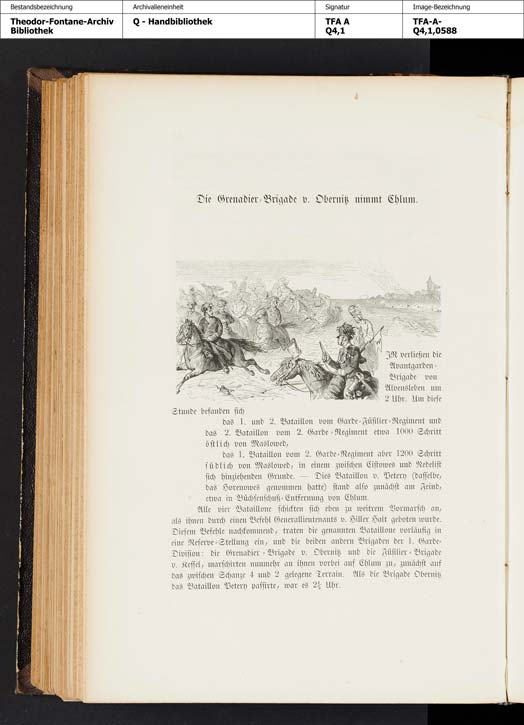 Bestandsbezeichnung
Theodor-Fontane-Archiv
Bibliothek
Archivalieneinheit
Q - Handbibliothek
Signatur
TFA A
Q4,1
Image-Bezeichnung
TFA-A-
Q4,1,0588
Die Grenadier-Brigade v. Obernitz nimmt Chlum.
IR verließen die
Avantgarden-
Brigade von
Alvensleben um
2 Uhr. Um diese
Stunde befanden sich
das 1. und 2. Bataillon vom Garde-Füsilier-Regiment und
das 2. Bataillon vom 2. Garde-Regiment etwa 1000 Schritt
östlich von Maslowed,
das 1. Bataillon vom 2. Garde-Regiment aber 1200 Schritt
südlich von Maslowed, in einem zwischen Cistowes und Nedelist
sich hinziehenden Grunde. — Dies Bataillon v. Petery (dasselbe,
das Horenowes genommen hatte) stand also zunächst am Feind,
etwa in Büchsenschuß-Entfernung von Chlum.
Alle vier Bataillone schickten sich eben zu weitrem Vormarsch an,
als ihnen durch einen Befehl Generallieutenants v. Hiller Halt geboten wurde.
Diesem Befehle nachkommend, traten die genannten Bataillone vorläufig in
eine Reserve-Stellung ein, und die beiden andern Brigaden der 1. Garde-
Division: die Grenadier-Brigade v. Obernitz und die Füsilier-Brigade
v. Kessel, marschirten nunmehr an ihnen vorbei auf Chlum zu, zunächst auf
das zwischen Schanze 4 und 2 gelegene Terrain. Als die Brigade Obernitz
das Bataillon Petery passirte, war es 2¼ Uhr.